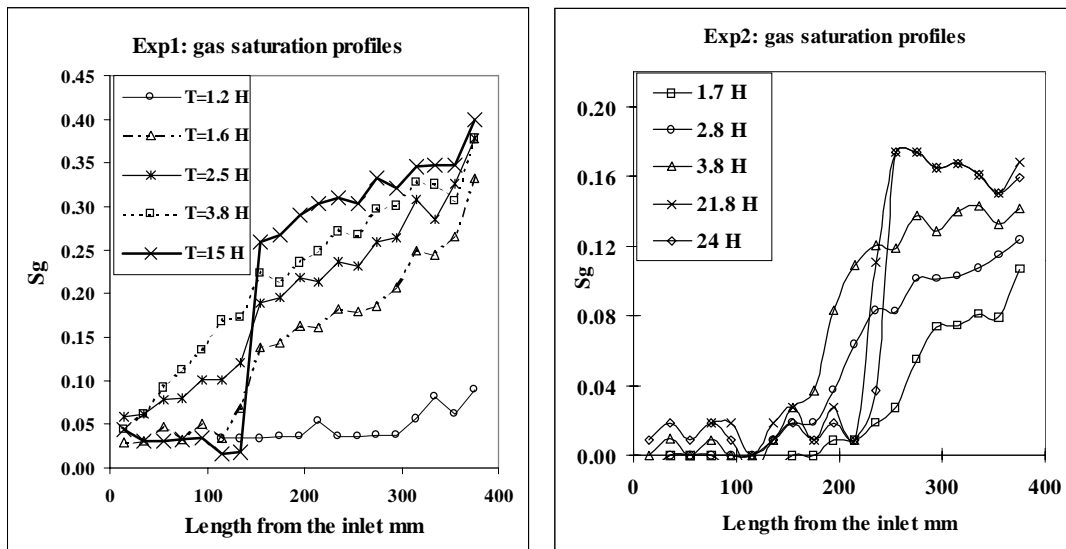 Exp1: gas saturation profiles
0.45
0.40
0.35
0.30
0.25
0.20
0.15
0.10
0.05
0.00
Sg
T=1.2 H
T=1.6 H
T=2.5 H
T=3.8 H
T=15 H
0
100
200
300
400
Length from the inlet mm
Exp2: gas saturation profiles
0.20
0.16
0.12
0.08
0.04
0.00
Sg
1.7 H
2.8 H
3.8 H
21.8 H
24 H
0
100
200
300
400
Length from the inlet mm